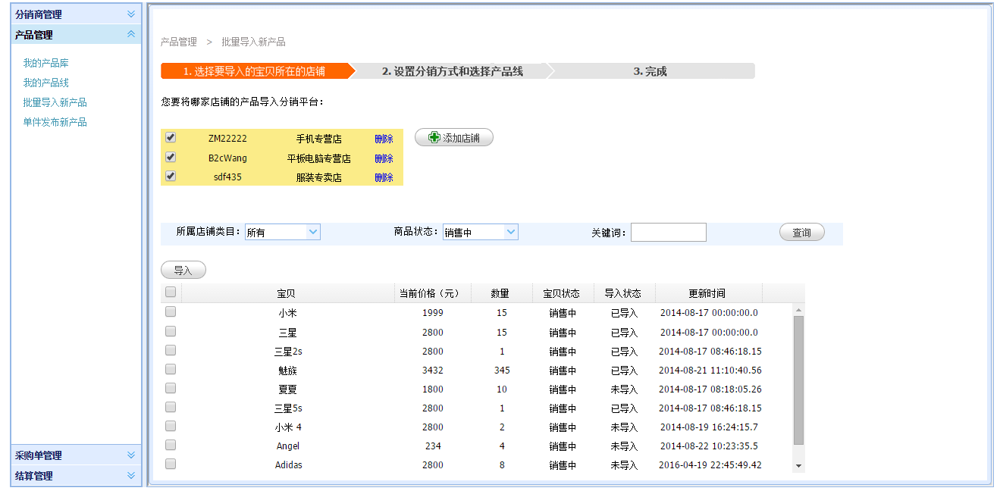 分销商管理
产品管理
我的产品库
我的产品线
批量导入新产品
单件发布新产品
采购单管理
结算管理
产品管理 > 批量导入新产品
1. 选择要导入的宝贝所在的店铺 2. 设置分销方式和选择产品线 3. 完成
您要将哪家店铺的产品导入分销平台：
ZM22222 手机专营店 删除 添加店铺
B2cWang 平板电脑专营店 删除
sdf435 服装专卖店 删除
所属店铺类目： 所有 商品状态： 销售中 关键词： 查询
导入
宝贝 当前价格（元） 数量 宝贝状态 导入状态 更新时间
小米 1999 15 销售中 已导入 2014-08-17 00:00:00.0
三星 2800 15 销售中 已导入 2014-08-17 00:00:00.0
三星2s 2800 1 销售中 已导入 2014-08-17 08:46:18.15
魅族 3432 345 销售中 已导入 2014-08-21 11:10:40.56
夏夏 1800 10 销售中 未导入 2014-08-17 08:18:05.26
三星5s 2800 1 销售中 已导入 2014-08-17 08:46:18.15
小米 4 2800 2 销售中 未导入 2014-08-19 16:24:15.7
Angel 234 4 销售中 未导入 2014-08-22 10:23:35.5
Adidas 2800 8 销售中 未导入 2016-04-19 22:45:49.42